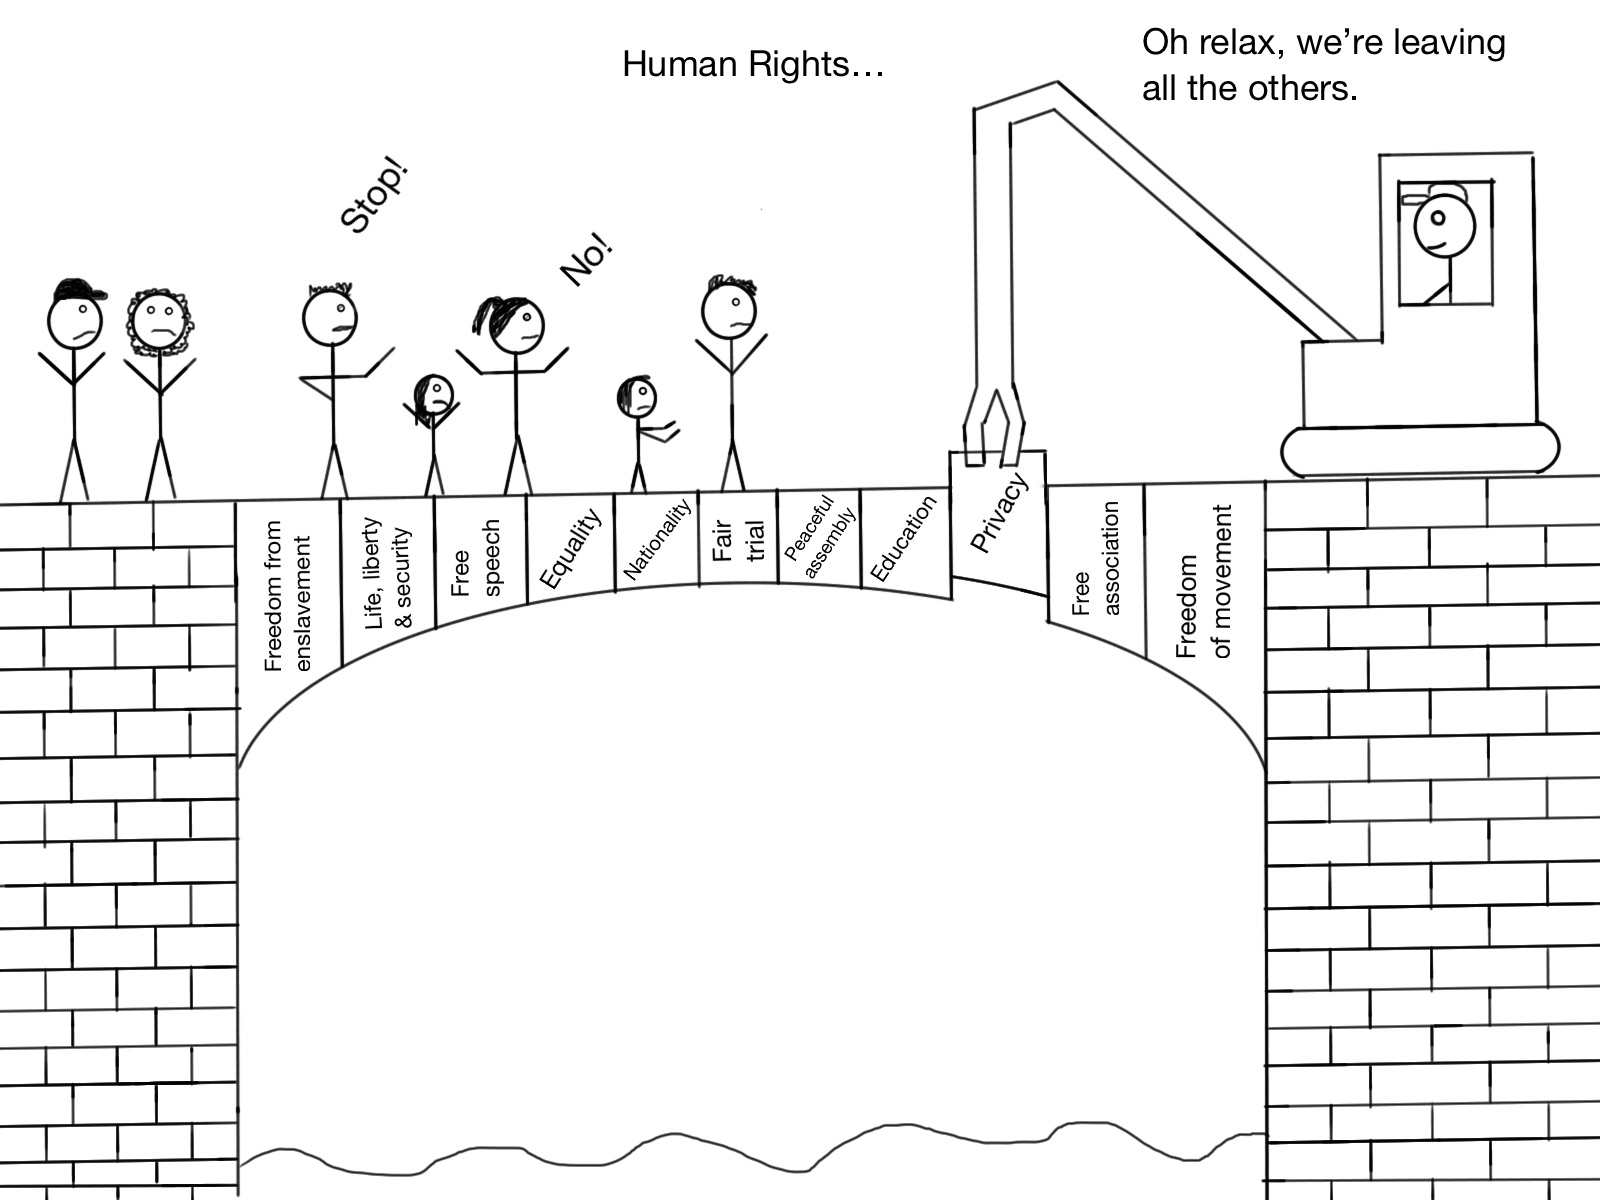 Human Rights…
Oh relax, we’re leaving
all the others.
Stop!
No!
Freedom from
enslavement
Life, liberty
& security
Free
speech
Equality
Nationality
Fair
trial
Peaceful
assembly
Education
Privacy
Free
association
Freedom
of movement